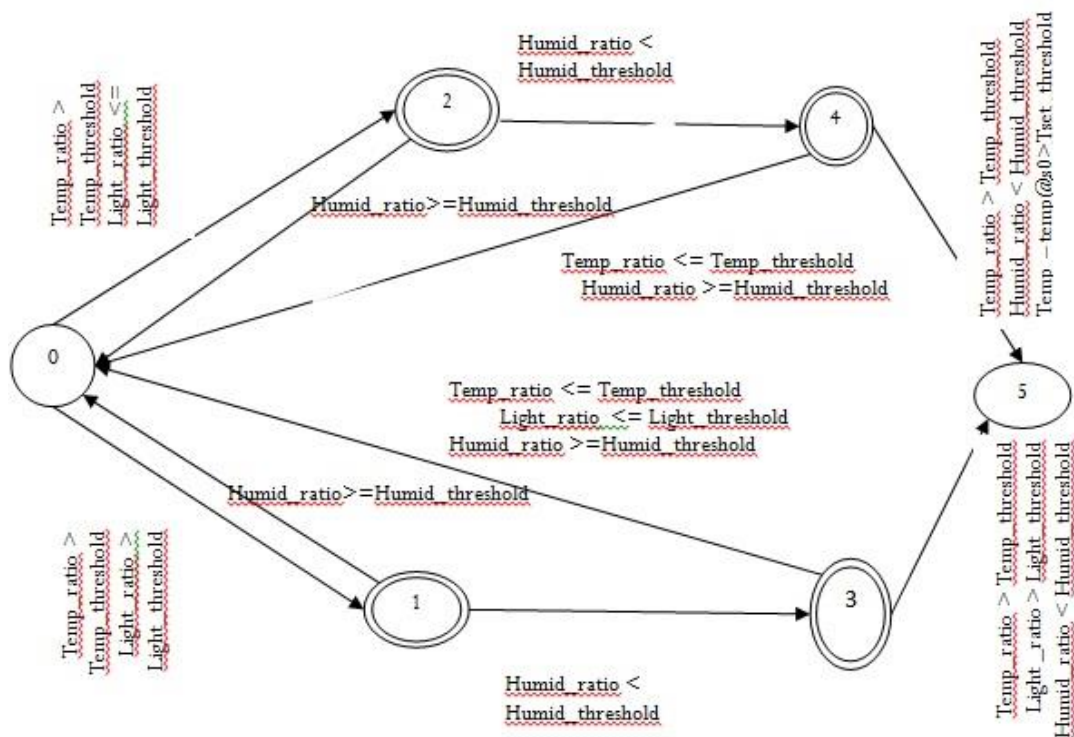 Humid_ratio <
Humid_threshold
Temp_ratio >
Temp_threshold
Light_ratio <=
Light_threshold
2
4
Temp_ratio > Temp_threshold
Humid_ratio < Humid_threshold
Temp – temp@s0>Tset_threshold
Humid_ratio>=Humid_threshold
Temp_ratio <= Temp_threshold
Humid_ratio >=Humid_threshold
0
Temp_ratio <= Temp_threshold
Light_ratio <= Light_threshold
Humid_ratio >=Humid_threshold
5
Humid_ratio>=Humid_threshold
Temp_ratio >
Temp_threshold
Light_ratio >
Light_threshold
1
3
Temp_ratio > Temp_threshold
Light_ratio > Light_threshold
Humid_ratio < Humid_threshold
Humid_ratio <
Humid_threshold